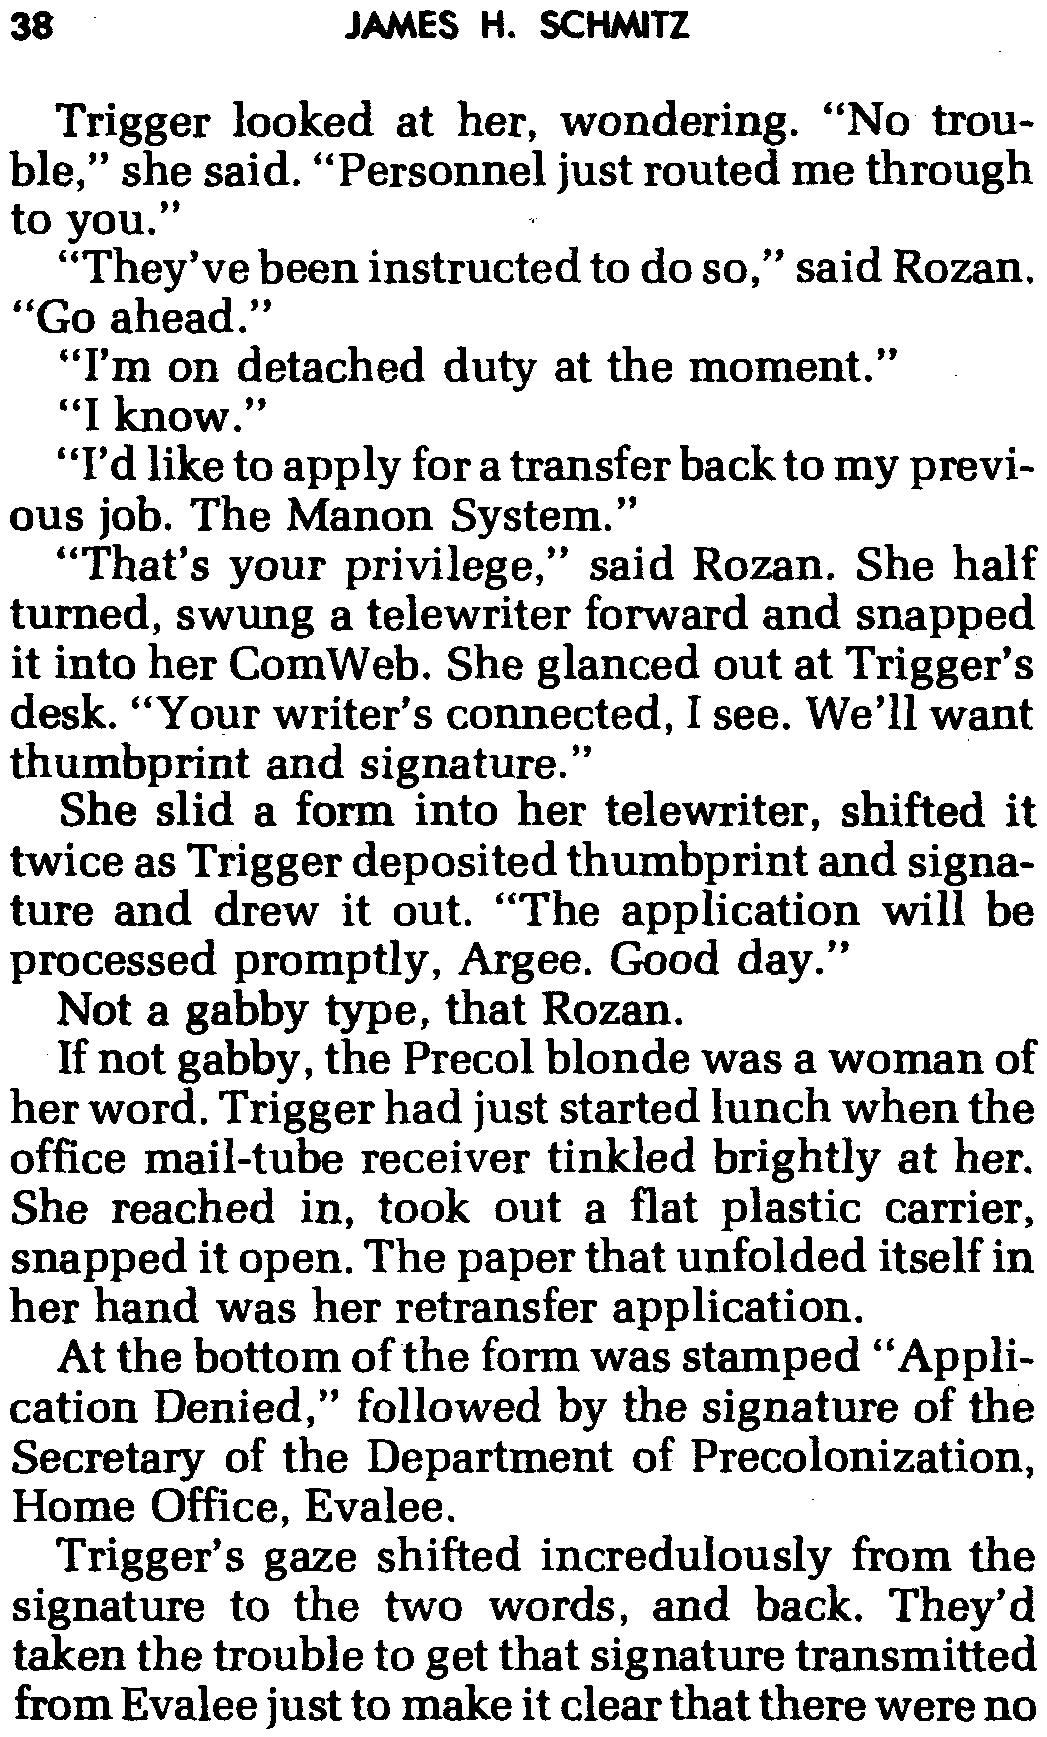 38 JAMES H. SCHMITZ
Trigger looked at her, wondering. “No trou-
ble,” she said. “Personnel just routed me through
to you.”
“They’ve been instructed to do so,” said Rozan.
“Go ahead.”
“I’m on detached duty at the moment.”
“I know.”
“I’d like to apply for a transfer back to my previ-
ous job. The Manon System.”
“That’s your privilege,” said Rozan. She half
turned, swung a telewriter forward and snapped
it into her ComWeb. She glanced out at Trigger’s
desk. “Your writer’s connected, I see. We’ll want
thumbprint and signature.”
She slid a form into her telewriter, shifted it
twice as Trigger deposited thumbprint and signa-
ture and drew it out. “The application will be
processed promptly, Argee. Good day.”
Not a gabby type, that Rozan.
If not gabby, the Precol blonde was a woman of
her word. Trigger had just started lunch when the
office mail-tube receiver tinkled brightly at her.
She reached in, took out a flat plastic carrier,
snapped it open. The paper that unfolded itself in
her hand was her retransfer application.
At the bottom of the form was stamped “Appli-
cation Denied,” followed by the signature of the
Secretary of the Department of Precolonization,
Home Office, Evalee.
Trigger’s gaze shifted incredulously from the
signature to the two words, and back. They’d
taken the trouble to get that signature transmitted
from Evalee just to make it clear that there were no